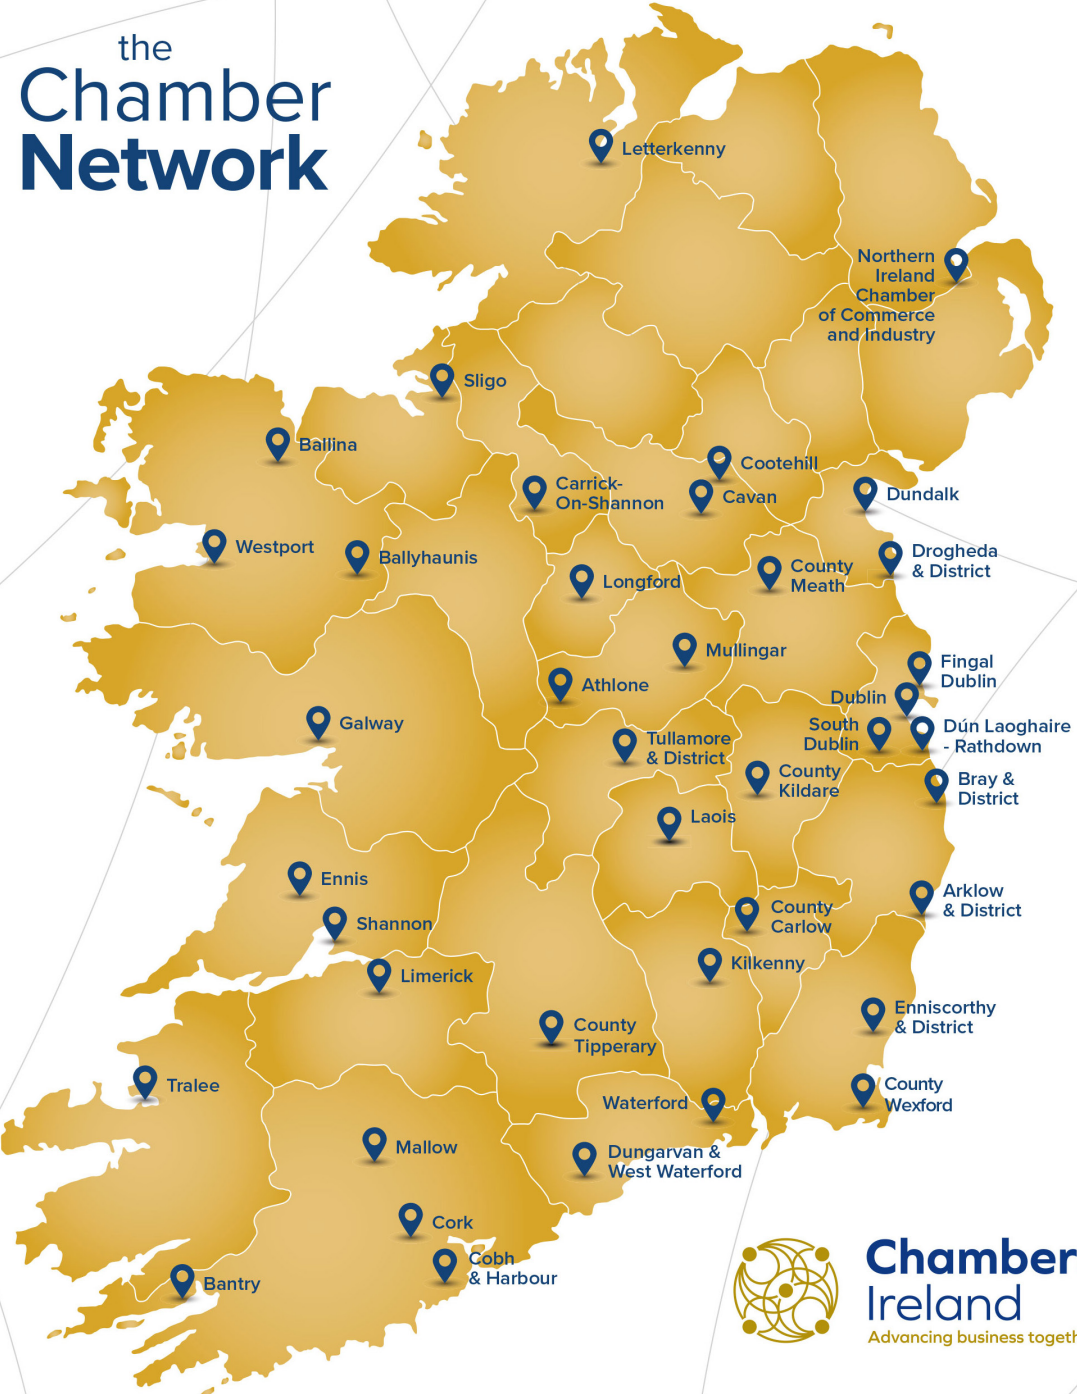 the
Chamber
Network
Letterkenny
Northern
Ireland
Chamber
of Commerce
and Industry
Sligo
Ballina
Cootehill
Carrick-
On-Shannon
Cavan
Dundalk
Westport
Ballyhaunis
Drogheda
& District
County
Meath
Longford
Mullingar
Fingal
Dublin
Athlone
Dublin
Galway
South
Dublin
Dún Laoghaire
- Rathdown
Tullamore
& District
County
Kildare
Bray &
District
Laois
Ennis
Arklow
& District
County
Carlow
Shannon
Kilkenny
Limerick
Enniscorthy
& District
County
Tipperary
Tralee
County
Wexford
Waterford
Mallow
Dungarvan &
West Waterford
Cork
Cobh
& Harbour
Bantry
Chamber
Ireland
Advancing business togeth